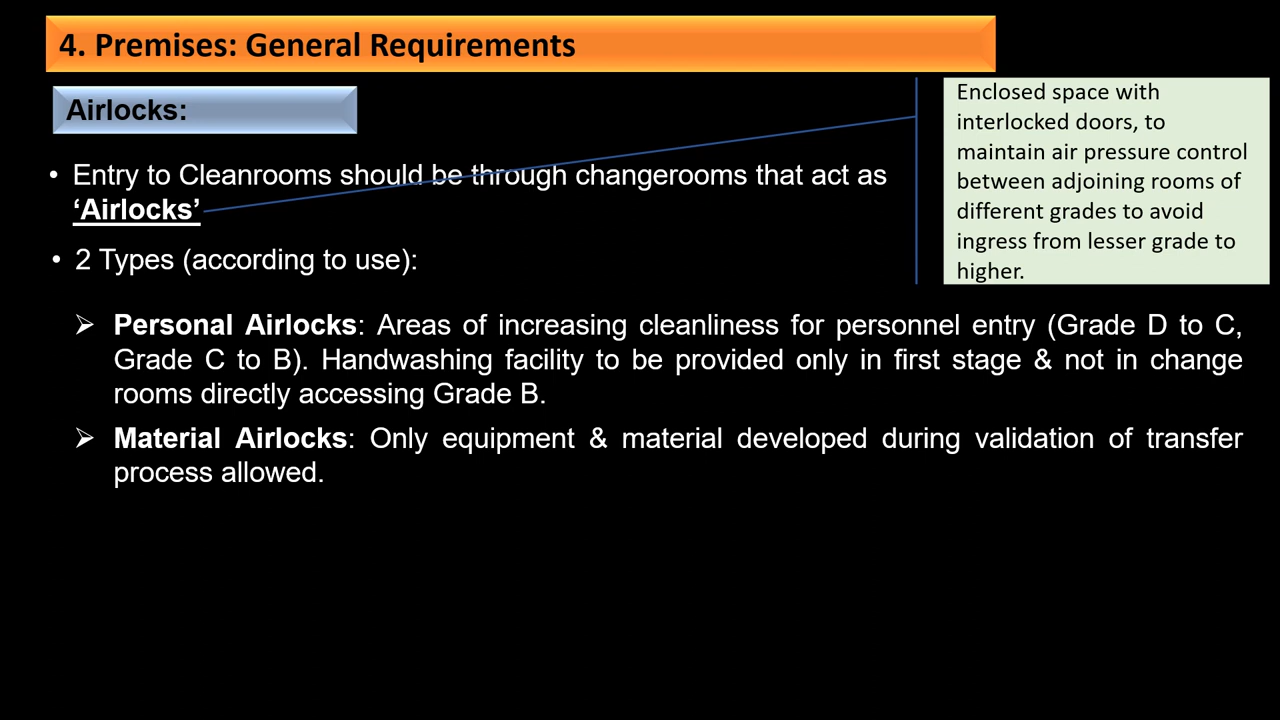 4. Premises: General Requirements
Airlocks:
• Entry to Cleanrooms should be through changerooms that act as
‘Airlocks’
• 2 Types (according to use):
➢ Personal Airlocks: Areas of increasing cleanliness for personnel entry (Grade D to C,
Grade C to B). Handwashing facility to be provided only in first stage & not in change
rooms directly accessing Grade B.
➢ Material Airlocks: Only equipment & material developed during validation of transfer
process allowed.
Enclosed space with
interlocked doors, to
maintain air pressure control
between adjoining rooms of
different grades to avoid
ingress from lesser grade to
higher.